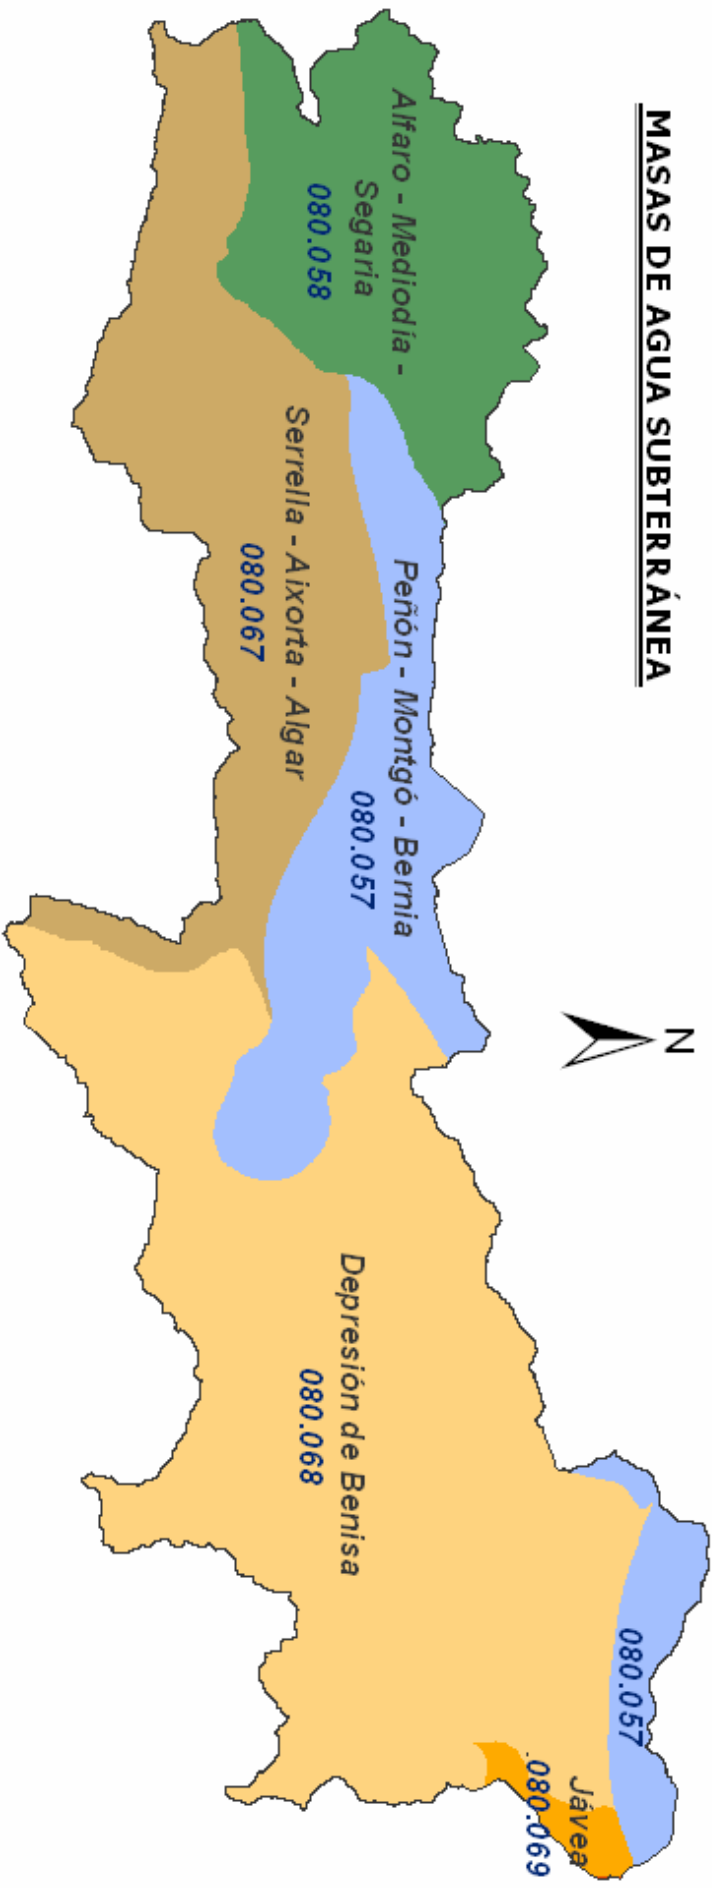 MASAS DE AGUA SUBTERRÁNEA
N
Alfaro - Mediodía -
Segaria
080.058
Peñón - Montgó - Bernia
080.057
Serrella - Aixorta - Algar
080.067
Depresión de Benisa
080.068
080.057
Jávea
080.069